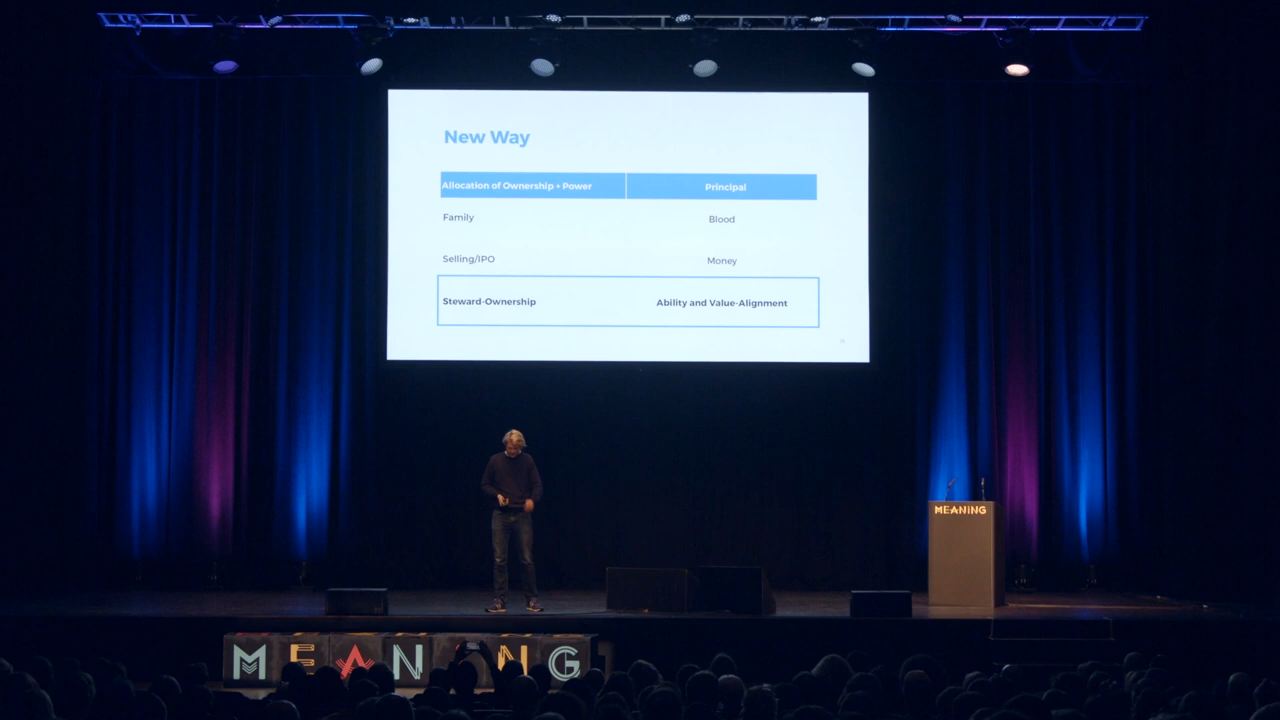 New Way
Allocation of Ownership + Power Principal
Family Blood
Selling/IPO Money
Steward-Ownership Ability and Value-Alignment
MEANING
MEANNG